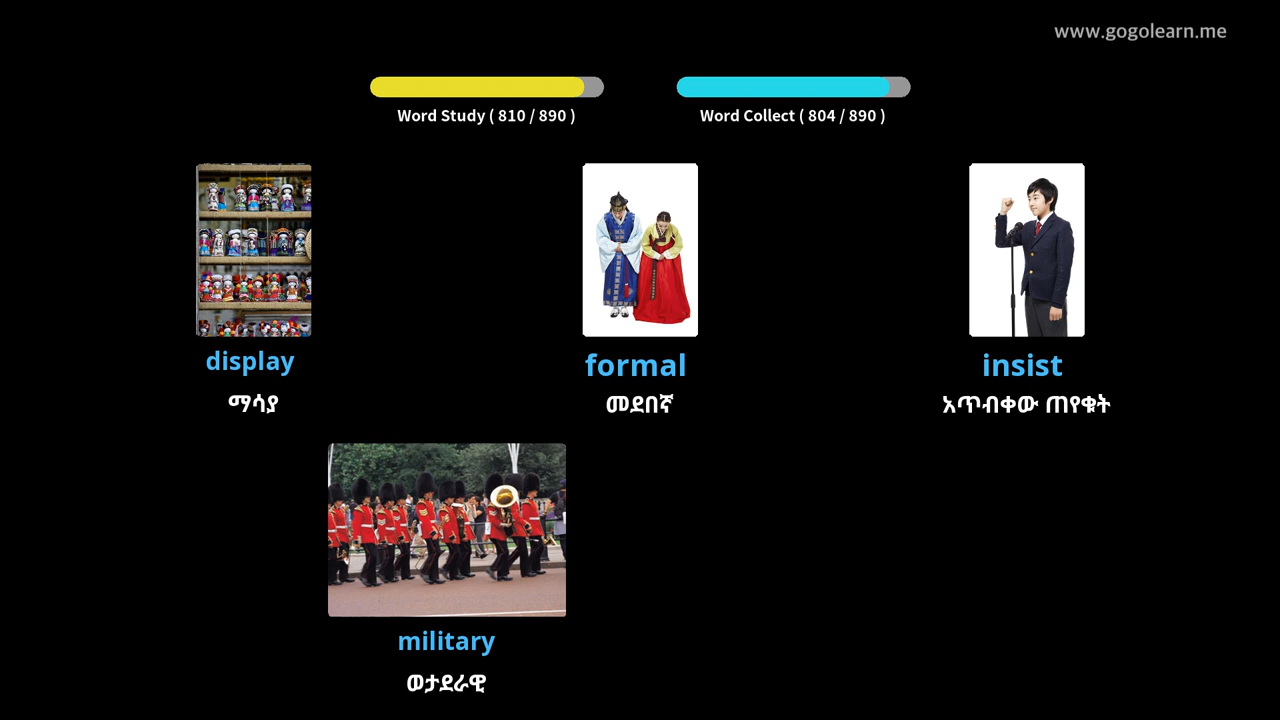 www.gogolearn.me
Word Study ( 810 / 890 )
Word Collect ( 804 / 890 )
display
formal
insist
ማሳያ
መደበኛ
አጥብቀው ጠየቁት
military
ወታደራዊ